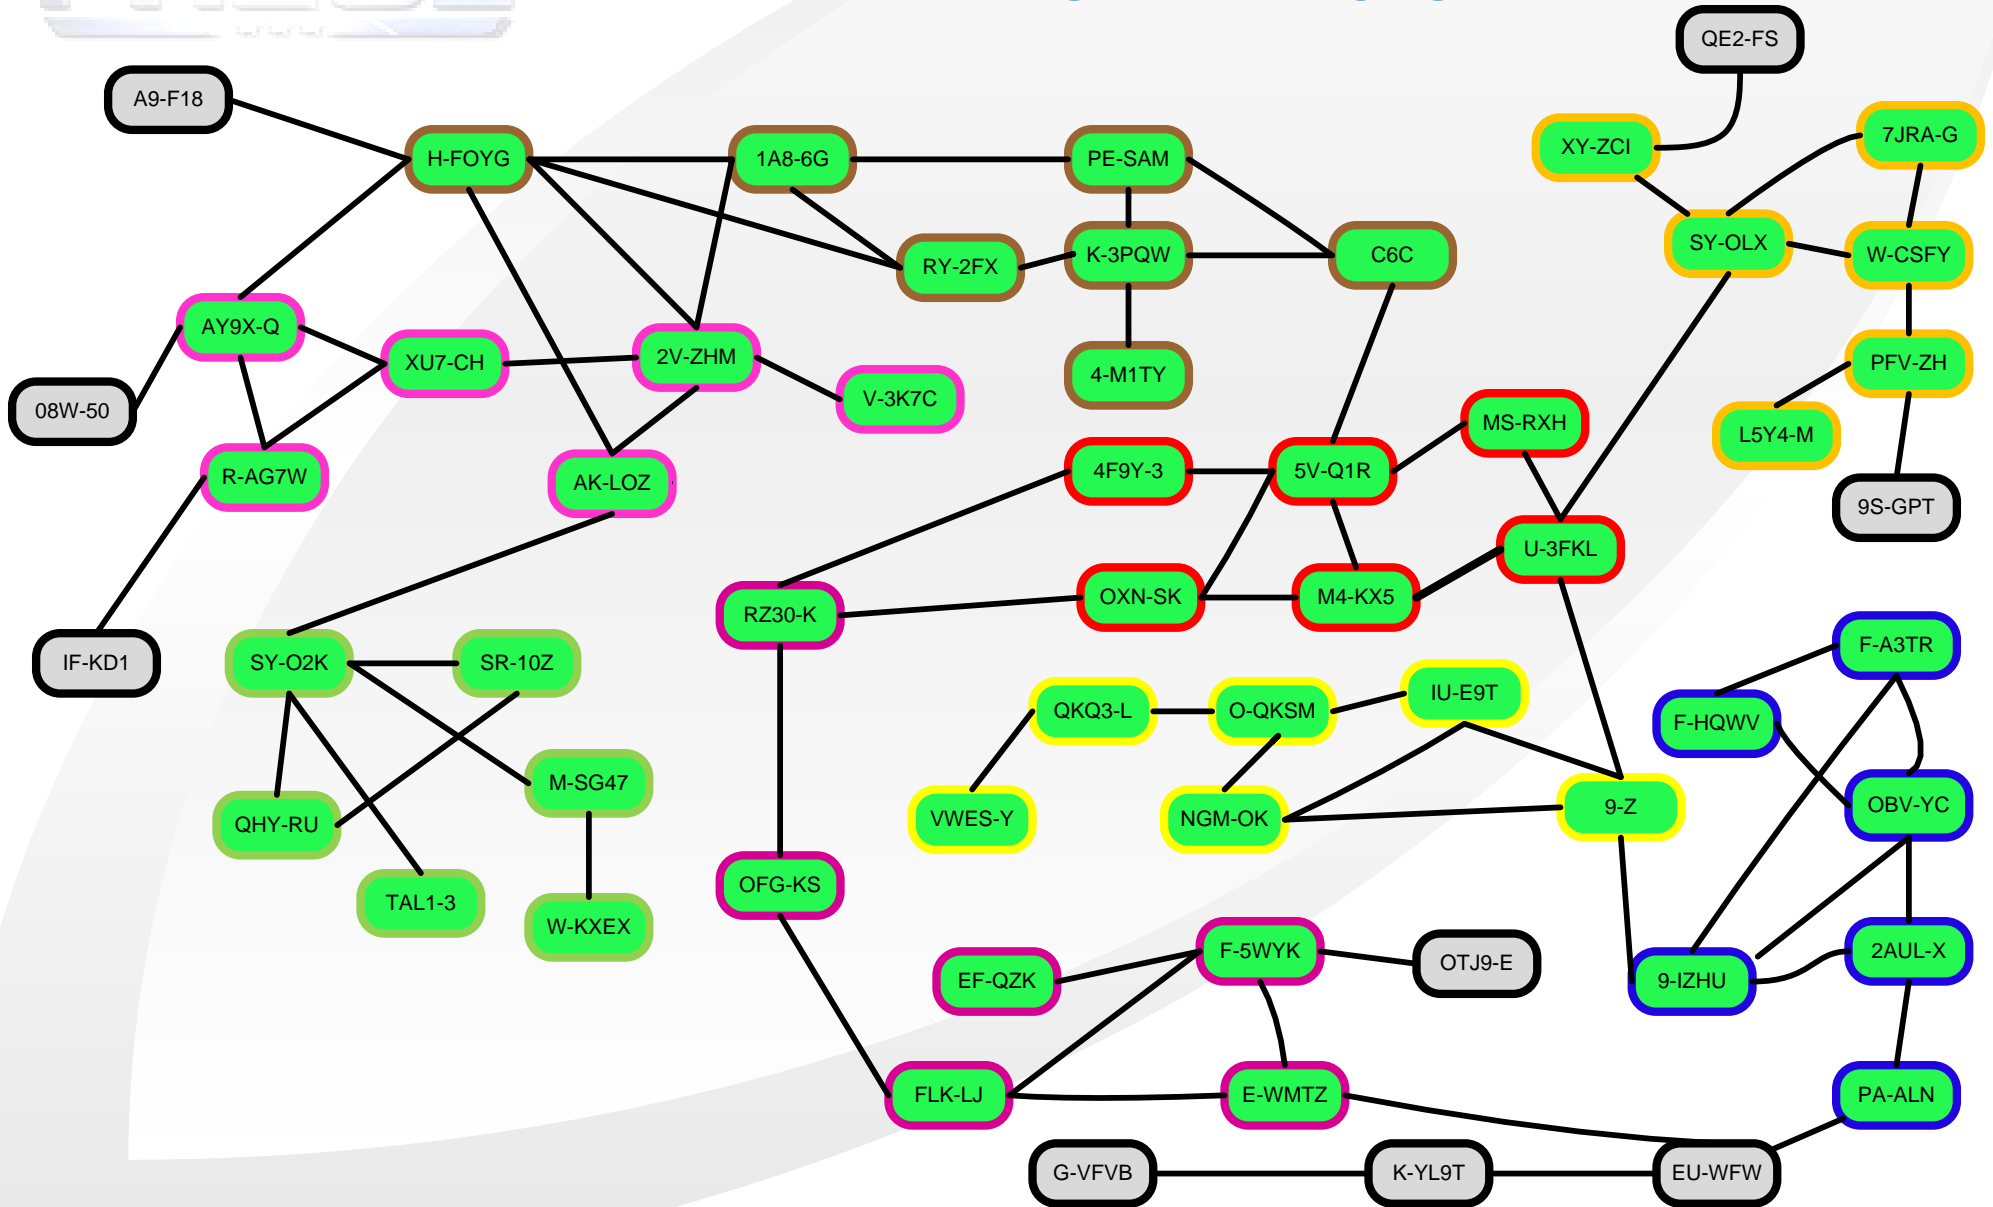 QE2-FS
A9-F18
7JRA-G
XY-ZCI
H-FOYG
1A8-6G
PE-SAM
SY-OLX
W-CSFY
RY-2FX
K-3PQW
C6C
AY9X-Q
XU7-CH
2V-ZHM
PFV-ZH
4-M1TY
V-3K7C
08W-50
MS-RXH
L5Y4-M
R-AG7W
AK-LOZ
4F9Y-3
5V-Q1R
9S-GPT
U-3FKL
RZ30-K
OXN-SK
M4-KX5
F-A3TR
IF-KD1
SY-O2K
SR-10Z
IU-E9T
QKQ3-L
O-QKSM
F-HQWV
M-SG47
QHY-RU
VWES-Y
NGM-OK
9-Z
OBV-YC
TAL1-3
W-KXEX
OFG-KS
F-5WYK
OTJ9-E
2AUL-X
EF-QZK
9-IZHU
FLK-LJ
E-WMTZ
PA-ALN
G-VFVB
K-YL9T
EU-WFW